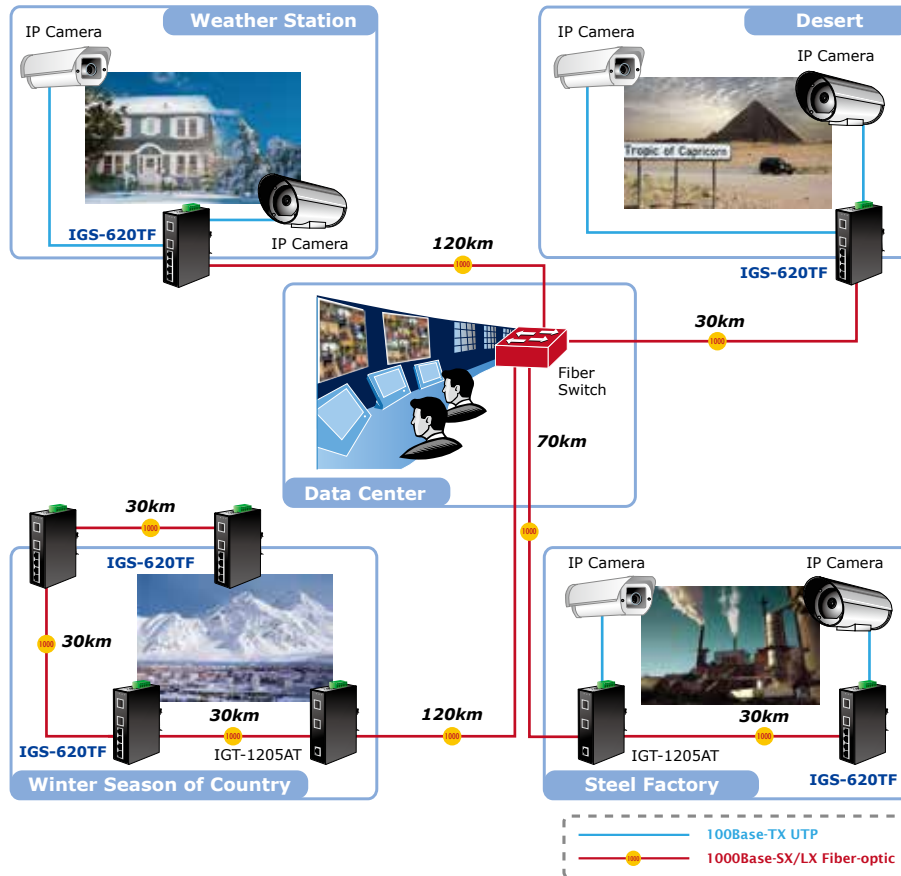 Weather Station
IP Camera
IP Camera
IGS-620TF
Desert
IP Camera
IP Camera
Tropic of Capricorn
IGS-620TF
120km
1000
30km
1000
Fiber
Switch
70km
1000
Data Center
30km
1000
IGS-620TF
30km
1000
30km
1000
IGS-620TF
IGT-1205AT
120km
1000
Winter Season of Country
IP Camera
IP Camera
30km
1000
IGT-1205AT
IGS-620TF
Steel Factory
100Base-TX UTP
1000
1000Base-SX/LX Fiber-optic